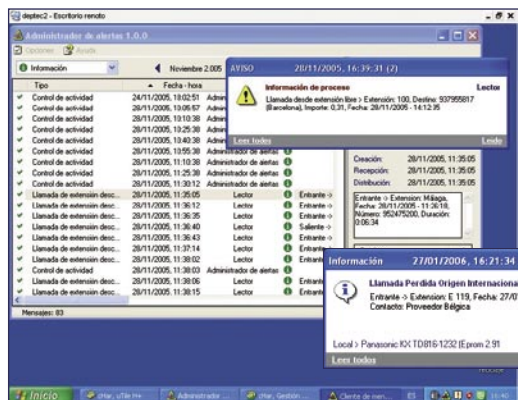 deptec2 - Escritorio remoto
Administrador de alertas 1.0.0
Opciones Ayuda
Información
Noviembre 2.005
Tipo Fecha - hora
Control de actividad 24/11/2005, 13:02:51 Admin
Control de actividad 28/11/2005, 10:10:38 Admin
Control de actividad 28/11/2005, 10:25:38 Admin
Control de actividad 28/11/2005, 10:40:38 Admin
Control de actividad 28/11/2005, 10:55:38 Administrador de alertas
Control de actividad 28/11/2005, 11:10:38 Administrador de alertas
Control de actividad 28/11/2005, 11:25:38 Administrador de alertas
Control de actividad 28/11/2005, 11:30:12 Administrador de alertas
Llamada de extensión desc... 28/11/2005, 11:35:05 Lector Entrante ->
Llamada de extensión desc... 28/11/2005, 11:36:12 Lector Entrante
Llamada de extensión desc... 28/11/2005, 11:36:35 Lector Entrante
Llamada de extensión desc... 28/11/2005, 11:36:40 Lector Saliente ->
Llamada de extensión desc... 28/11/2005, 11:36:43 Lector Entrante
Llamada de extensión desc... 28/11/2005, 11:37:14 Lector Entrante
Llamada de extensión desc... 28/11/2005, 11:38:02 Lector Entrante
Control de actividad 28/11/2005, 11:38:03 Administrador de alertas
Llamada de extensión desc... 28/11/2005, 11:38:06 Lector Entrante
Llamada de extensión desc... 28/11/2005, 11:38:15 Lector Entrante
Mensajes: 83
AVISO 28/11/2005, 16:39:31 (2)
Información de proceso Lector
Llamada desde extensión libre > Extensión: 100, Destino: 937955817
(Barcelona), Importe: 0,31, Fecha: 28/11/2005 - 14:12:35
Leer todos Leido
Creación: 28/11/2005, 11:35:05
Recepción: 28/11/2005, 11:35:05
Distribución: 28/11/2005, 11:35:05
Entrante -> Extensión: Málaga,
Fecha: 28/11/2005 - 11:26:18,
Número: 952475200, Duración:
0:06:34
Información 27/01/2006, 16:21:34
Llamada Perdida Origen Internaciona
Entrante -> Extension: E 119, Fecha: 27/0
Contacto: Proveedor Bélgica
Local > Panasonic KX TD816-1232 (Eprom 2.91
Leer todos
Inicio
Administrador ...
Cliente de men...
ES
11:40